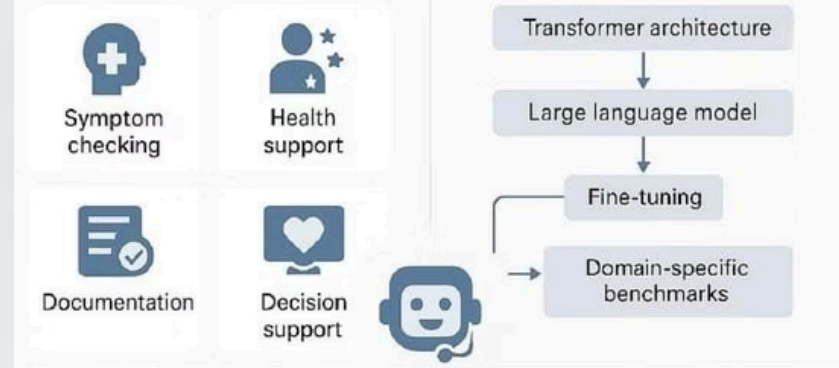 Symptom
checking
Health
support
Documentation
Decision
support
Transformer architecture
Large language model
Fine-tuning
Domain-specific
benchmarks